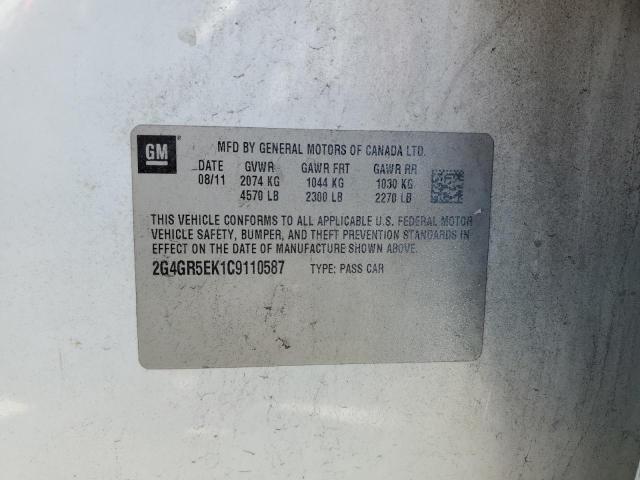 GM ®
MFD BY GENERAL MOTORS OF CANADA LTD.
DATE GVWR GAWR FRT GAWR RR
08/11 2074 KG 1044 KG 1030 KG
4570 LB 2300 LB 2270 LB
THIS VEHICLE CONFORMS TO ALL APPLICABLE U.S. FEDERAL MOTOR
VEHICLE SAFETY, BUMPER, AND THEFT PREVENTION STANDARDS IN
EFFECT ON THE DATE OF MANUFACTURE SHOWN ABOVE.
2G4GR5EK1C9110587 TYPE: PASS CAR